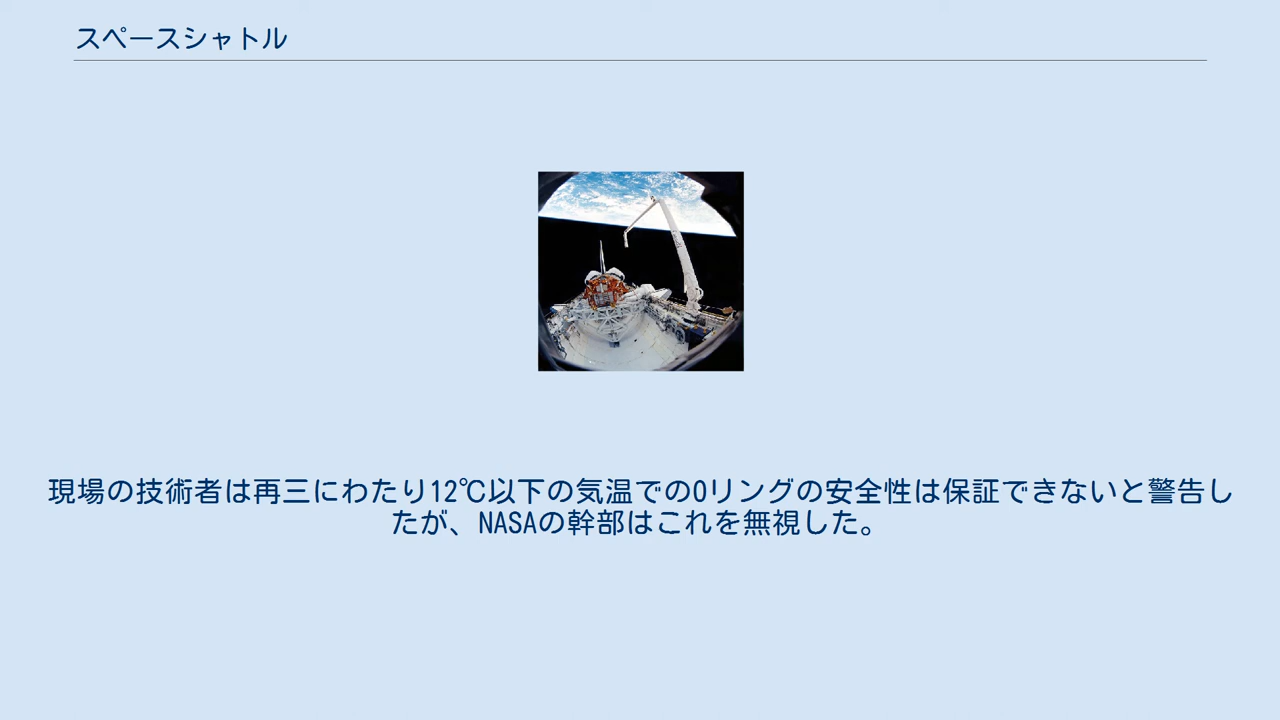 スペースシャトル
現場の技術者は再三にわたり12℃以下の気温でのOリングの安全性は保証できないと警告し
たが、NASAの幹部はこれを無視した。